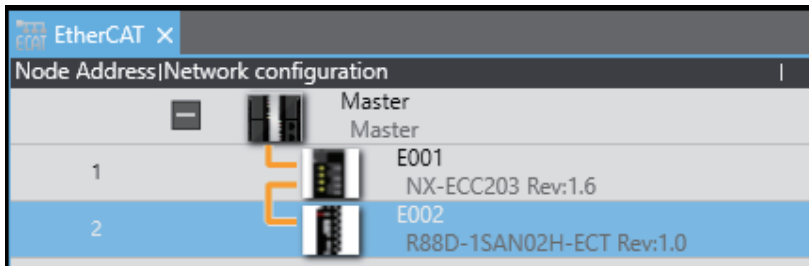 ECAT EtherCAT ×
Node Address|Network configuration |
Master
Master
1
E001
NX-ECC203 Rev:1.6
2
E002
R88D-1SAN02H-ECT Rev:1.0